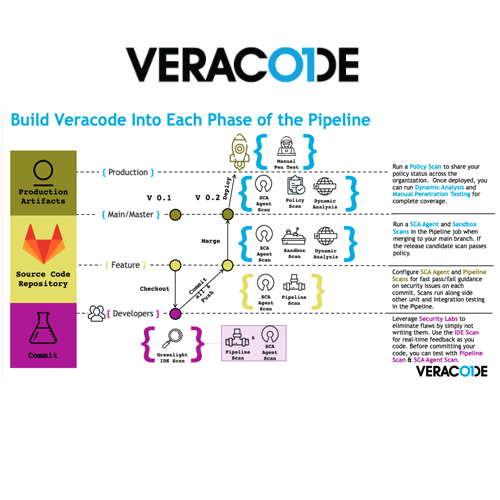 VERACODE
Build Veracode Into Each Phase of the Pipeline
Manual
Pen Test
{ Production }
Production
Artifacts
V 0.1
V 0.2
Deploy
SCA
Agent
Scan
Policy
Scan
Dynamic
Analysis
Run a Policy Scan to share your
policy status across the
organization.  Once deployed, you
can run Dynamic Analysis and
Manual Penetration Testing for
complete coverage.
{ Main/Master }
Merge
SCA
Agent
Scan
Sandbox
Scan
Dynamic
Analysis
Run a SCA Agent and Sandbox
Scans in the Pipeline job when
merging to your main branch. If
the release candidate scan passes
policy.
Source Code
Repository
{ Feature }
Checkout
Commit
all &
Push
SCA
Agent
Scan
Pipeline
Scan
Configure SCA Agent and Pipeline
Scans for fast pass/fail guidance
on security issues on each
commit. Scans run along side
other unit and integration testing
in the Pipeline.
{ Developers }
Commit
Greenlight
IDE Scan
Pipeline
Scan
&
SCA
Agent
Scan
Leverage Security Labs to
eliminate flaws by simply not
writing them. Use the IDE Scan
for real-time feedback as you
code. Before committing your
code, you can test with Pipeline
Scan & SCA Agent Scan.
VERACODE